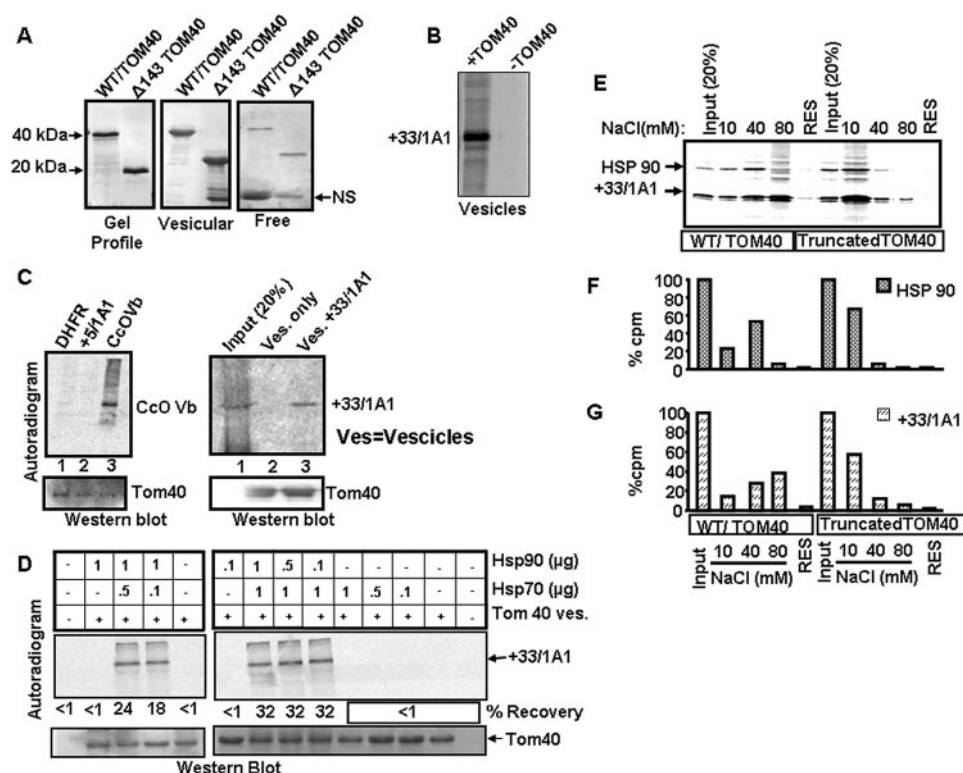 A
WT/TOM40
Δ143 TOM40
WT/TOM40
Δ143 TOM40
WT/TOM40
Δ143 TOM40
40 kDa
20 kDa
NS
Gel Profile
Vesicular
Free
B
+TOM40
-TOM40
+33/1A1
Vesicles
E
Input (20%)
RES
Input (20%)
RES
NaCl(mM): 10 40 80 10 40 80
HSP 90
+33/1A1
WT/ TOM40
TruncatedTOM40
C
DHFR
+5/1A1
CcOVb
Autoradiogram
CcO Vb
1 2 3
Tom40
Western blot
Input (20%)
Ves. only
Ves. +33/1A1
+33/1A1
Ves=Vescicles
1 2 3
Tom40
Western blot
F
% cpm
100
80
60
40
20
0
HSP 90
G
%cpm
100
80
60
40
20
0
+33/1A1
WT/ TOM40
TruncatedTOM40
Input
10 40 80
RES
Input
10 40 80
RES
NaCl (mM)
NaCl (mM)
D
- 1 1 1 - .1 1 .5 .1 - - - - - Hsp90 (µg)
- - .5 .1 - - 1 1 1 1 .5 .1 - - Hsp70 (µg)
- + + + + + + + + + + + + - Tom 40 ves.
Autoradiogram
+33/1A1
<1 <1 24 18 <1 <1 32 32 32 <1 % Recovery
Tom40
Western Blot